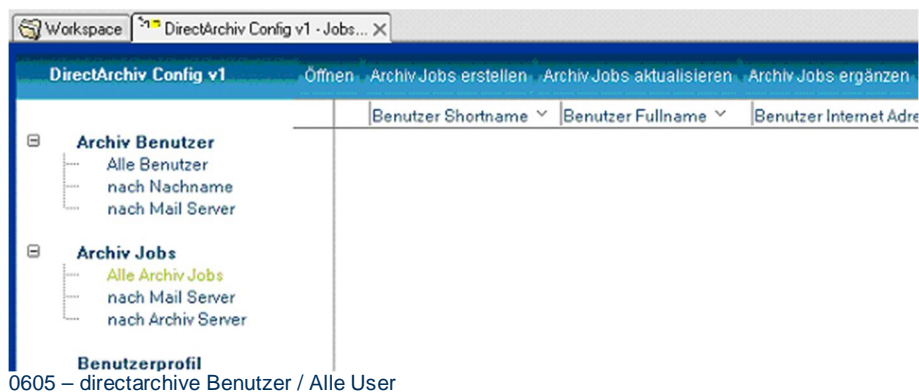 Workspace DirectArchiv Config v1 - Jobs...
DirectArchiv Config v1 Öffnen Archiv Jobs erstellen Archiv Jobs aktualisieren Archiv Jobs ergänzen
Benutzer Shortname Benutzer Fullname Benutzer Internet Adre
Archiv Benutzer
Alle Benutzer
nach Nachname
nach Mail Server
Archiv Jobs
Alle Archiv Jobs
nach Mail Server
nach Archiv Server
Benutzerprofil
0605 – directarchive Benutzer / Alle User